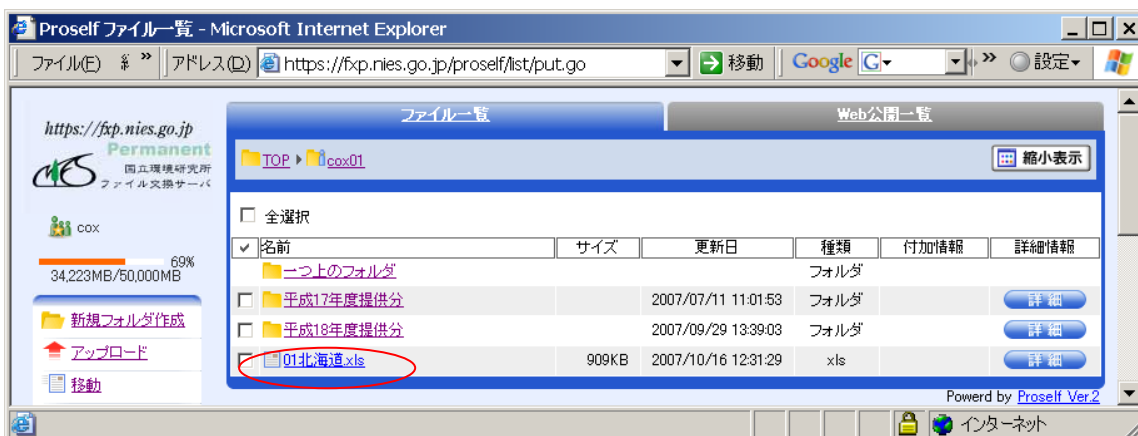 Proself ファイル一覧 - Microsoft Internet Explorer
ファイル(F) » アドレス(D) https://fxp.nies.go.jp/proself/list/put.go 移動 Google G » 設定
https://fxp.nies.go.jp
Permanent
国立環境研究所
ファイル交換サーバ
cox
69%
34,223MB/50,000MB
新規フォルダ作成
アップロード
移動
ファイル一覧 Web公開一覧
TOP cox01 縮小表示
全選択
名前 サイズ 更新日 種類 付加情報 詳細情報
一つ上のフォルダ フォルダ
平成17年度提供分 2007/07/11 11:01:53 フォルダ 詳細
平成18年度提供分 2007/09/29 13:39:03 フォルダ 詳細
01北海道.xls 909KB 2007/10/16 12:31:29 xls 詳細
Powerd by Proself Ver.2
インターネット